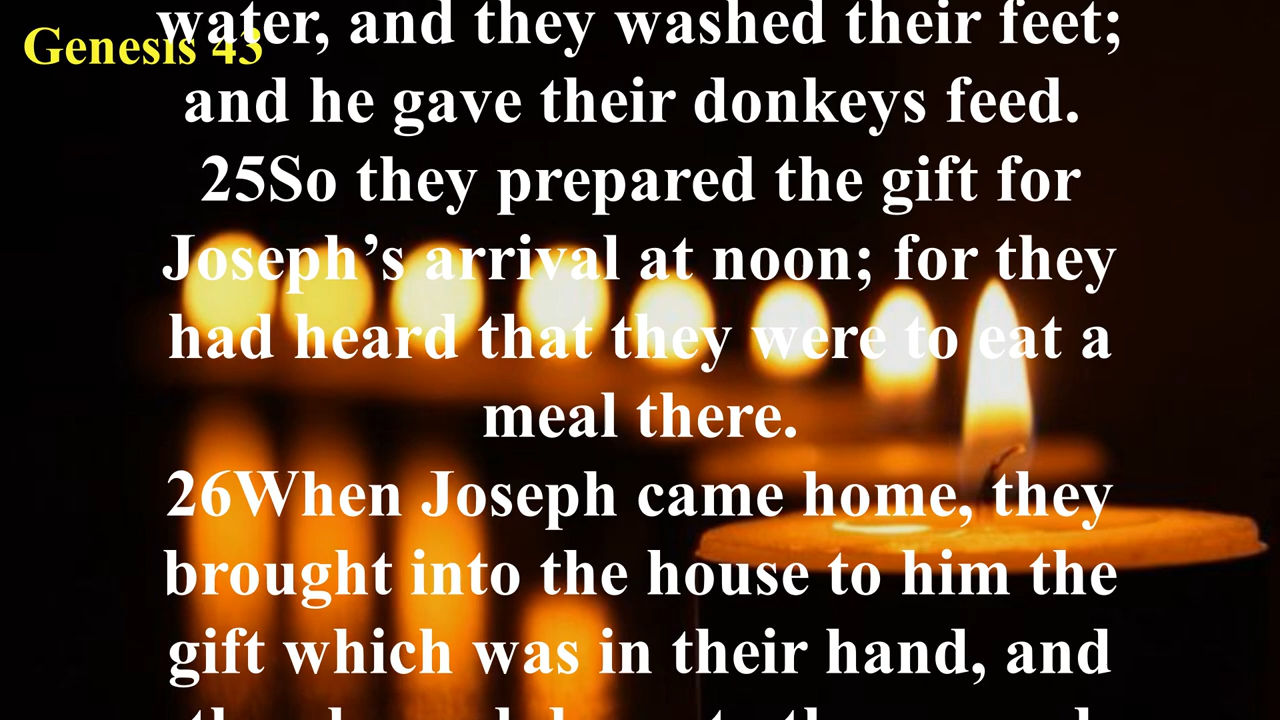 Genesis 43
water, and they washed their feet;
and he gave their donkeys feed.
25So they prepared the gift for
Joseph’s arrival at noon; for they
had heard that they were to eat a
meal there.
26When Joseph came home, they
brought into the house to him the
gift which was in their hand, and